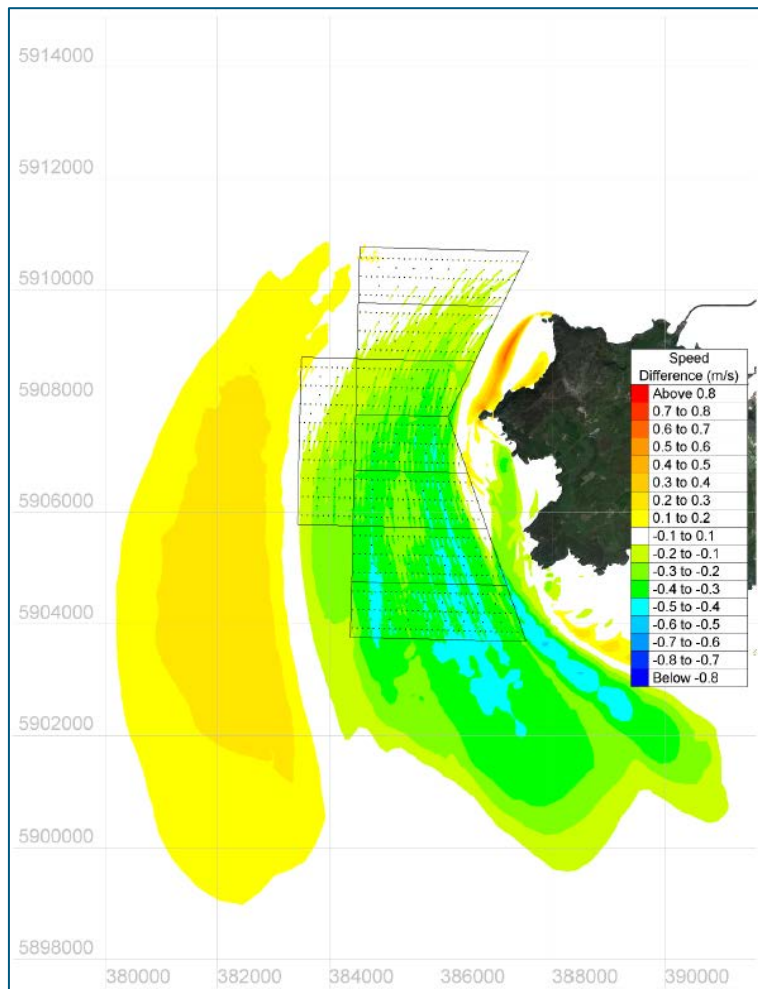 5914000
5912000
5910000
5908000
5906000
5904000
5902000
5900000
5898000
380000 382000 384000 386000 388000 390000
Speed
Difference (m/s)
Above 0.8
0.7 to 0.8
0.6 to 0.7
0.5 to 0.6
0.4 to 0.5
0.3 to 0.4
0.2 to 0.3
0.1 to 0.2
-0.1 to 0.1
-0.2 to -0.1
-0.3 to -0.2
-0.4 to -0.3
-0.5 to -0.4
-0.6 to -0.5
-0.7 to -0.6
-0.8 to -0.7
Below -0.8